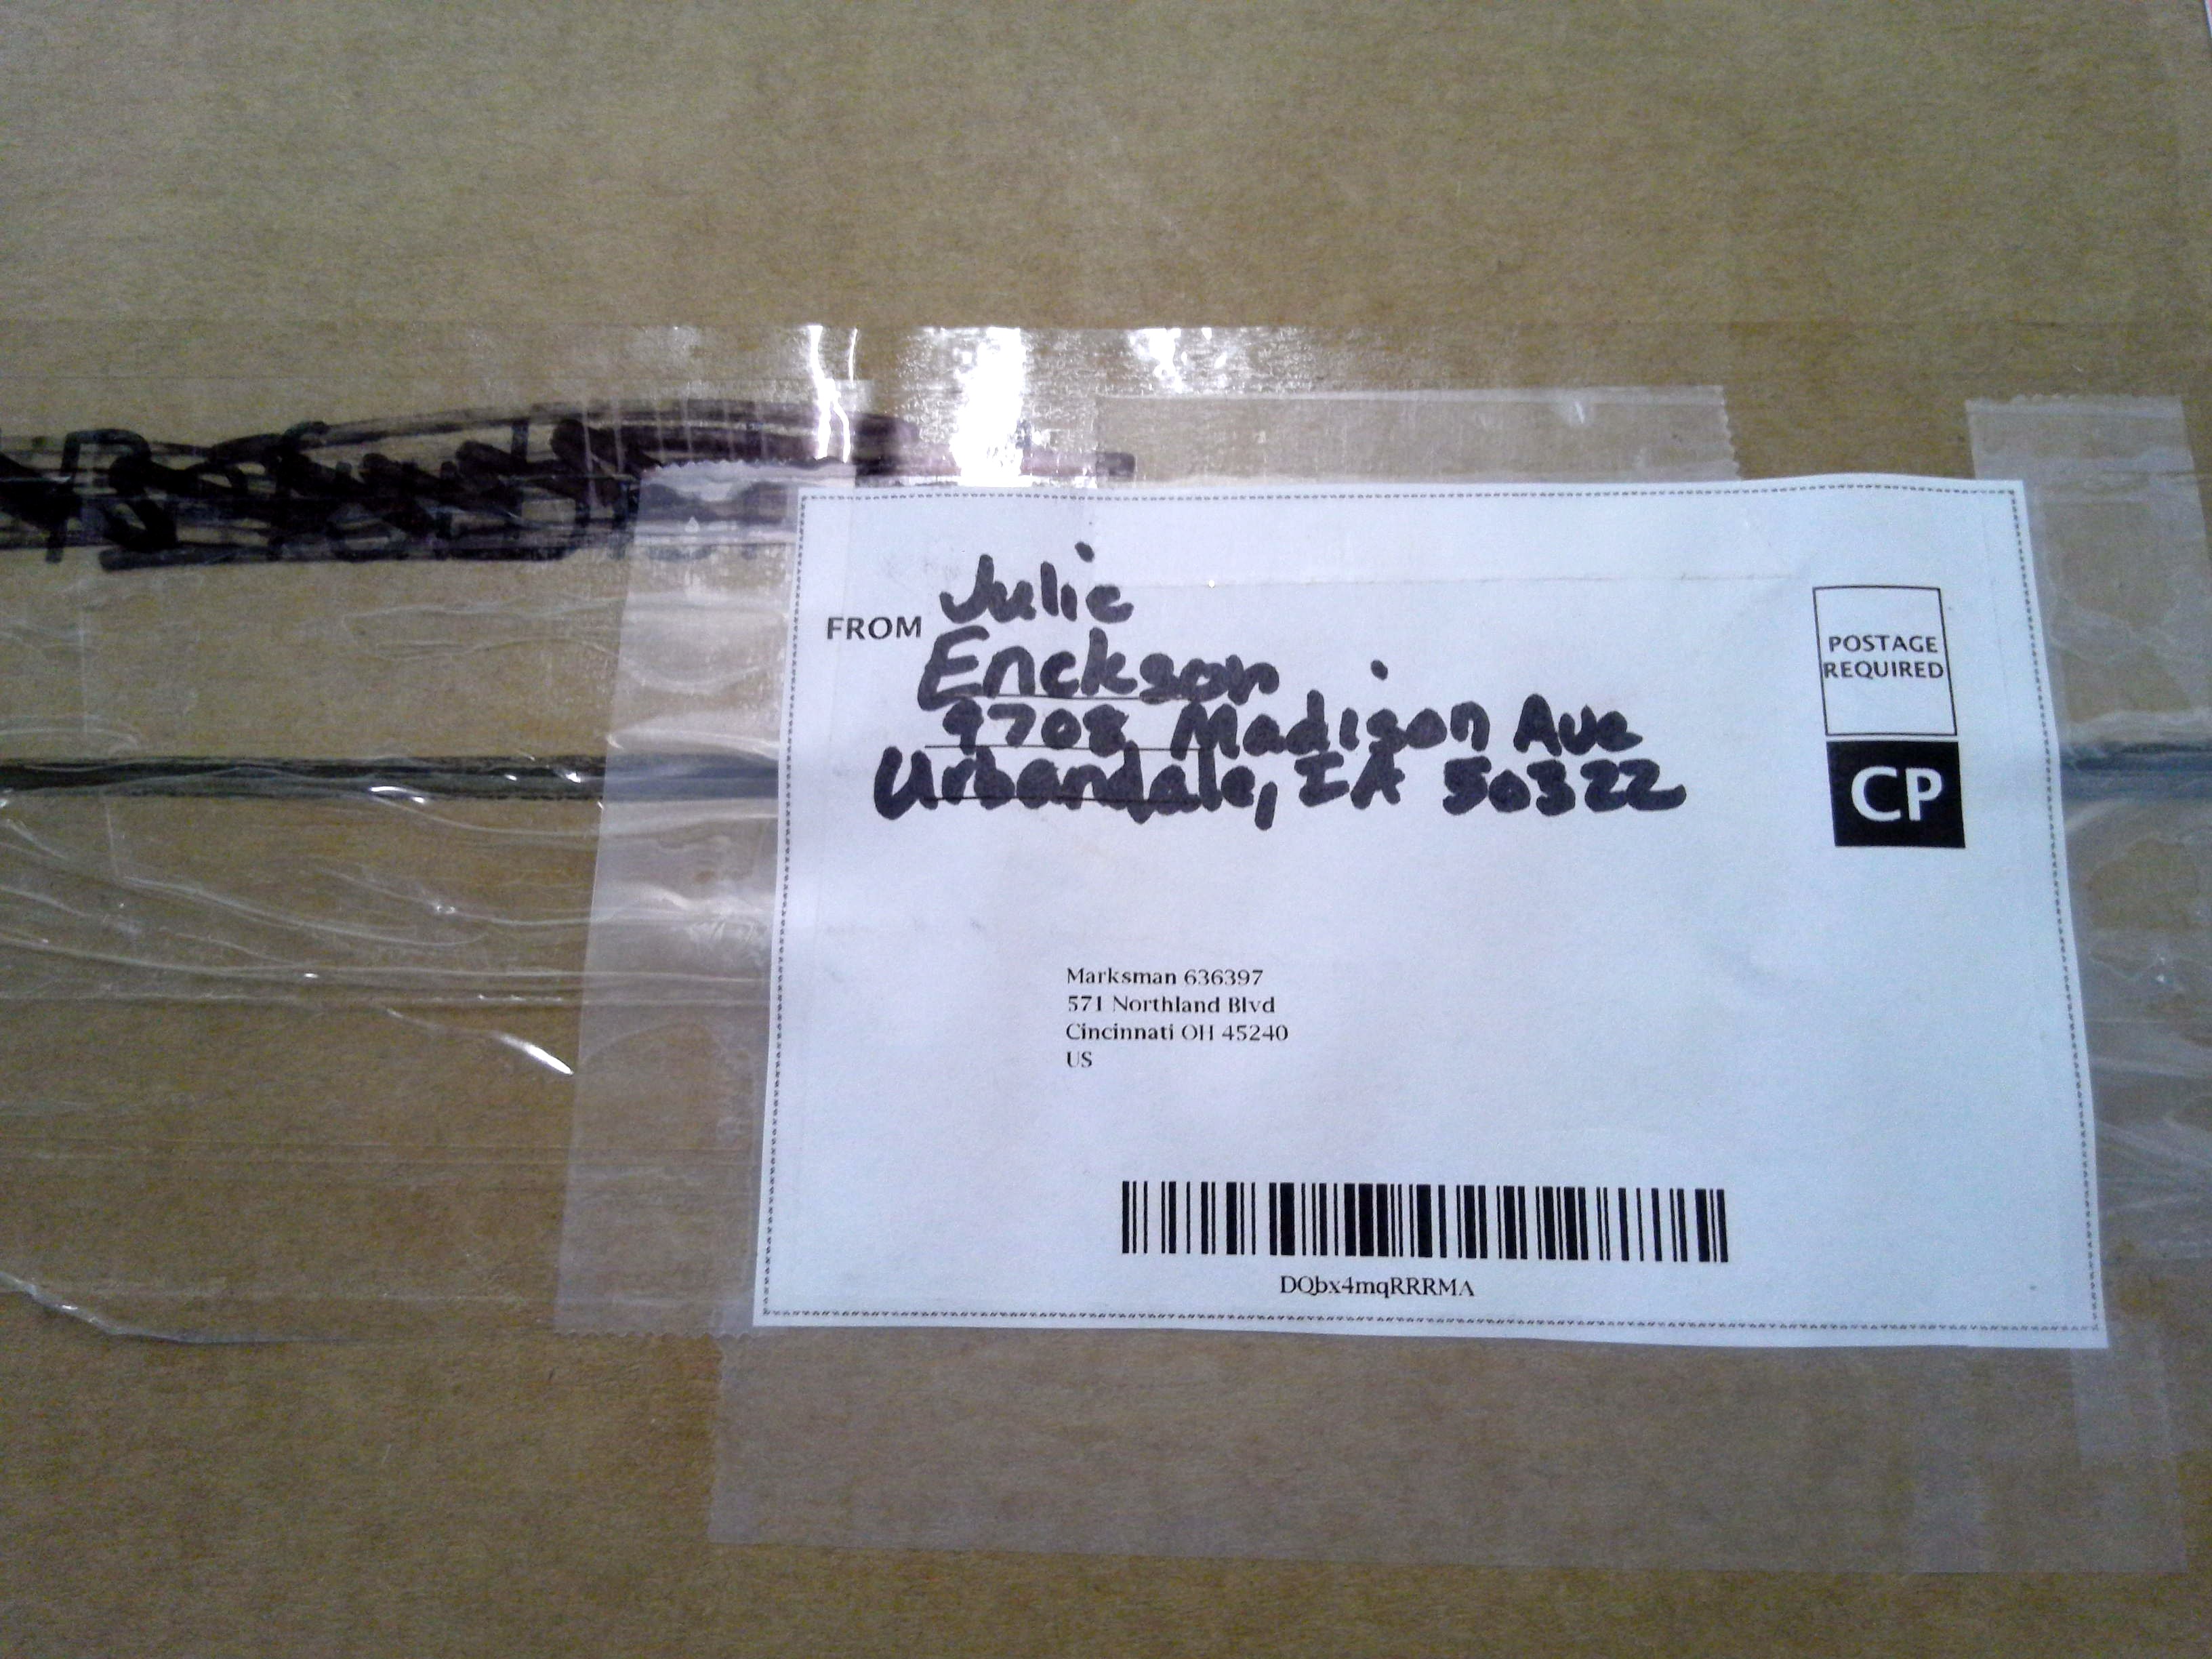 FROM
Julie
Erickson
9708 Madison Ave
Urbandale, IA 50322
POSTAGE
REQUIRED
CP
Marksman 636397
571 Northland Blvd
Cincinnati OH 45240
US
DQbx4mqRRRMA